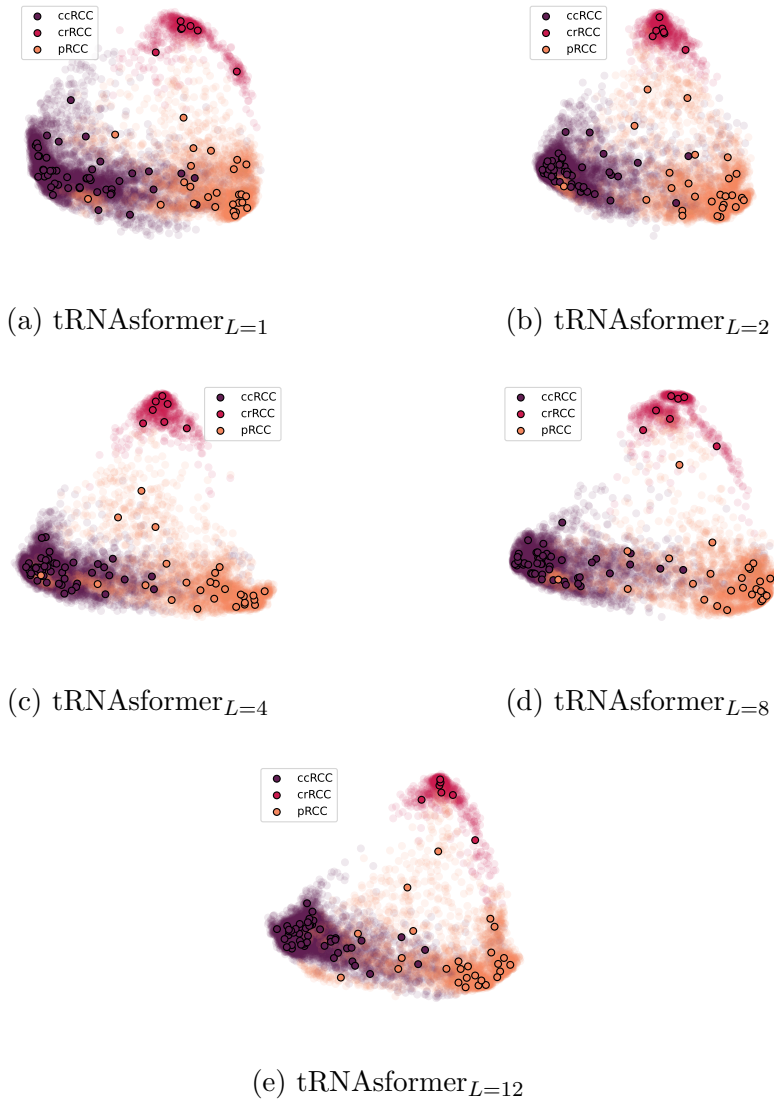 ccRCC
crRCC
pRCC
ccRCC
crRCC
pRCC
(a) tRNAsformer_{L=1}
(b) tRNAsformer_{L=2}
ccRCC
crRCC
pRCC
ccRCC
crRCC
pRCC
(c) tRNAsformer_{L=4}
(d) tRNAsformer_{L=8}
ccRCC
crRCC
pRCC
(e) tRNAsformer_{L=12}